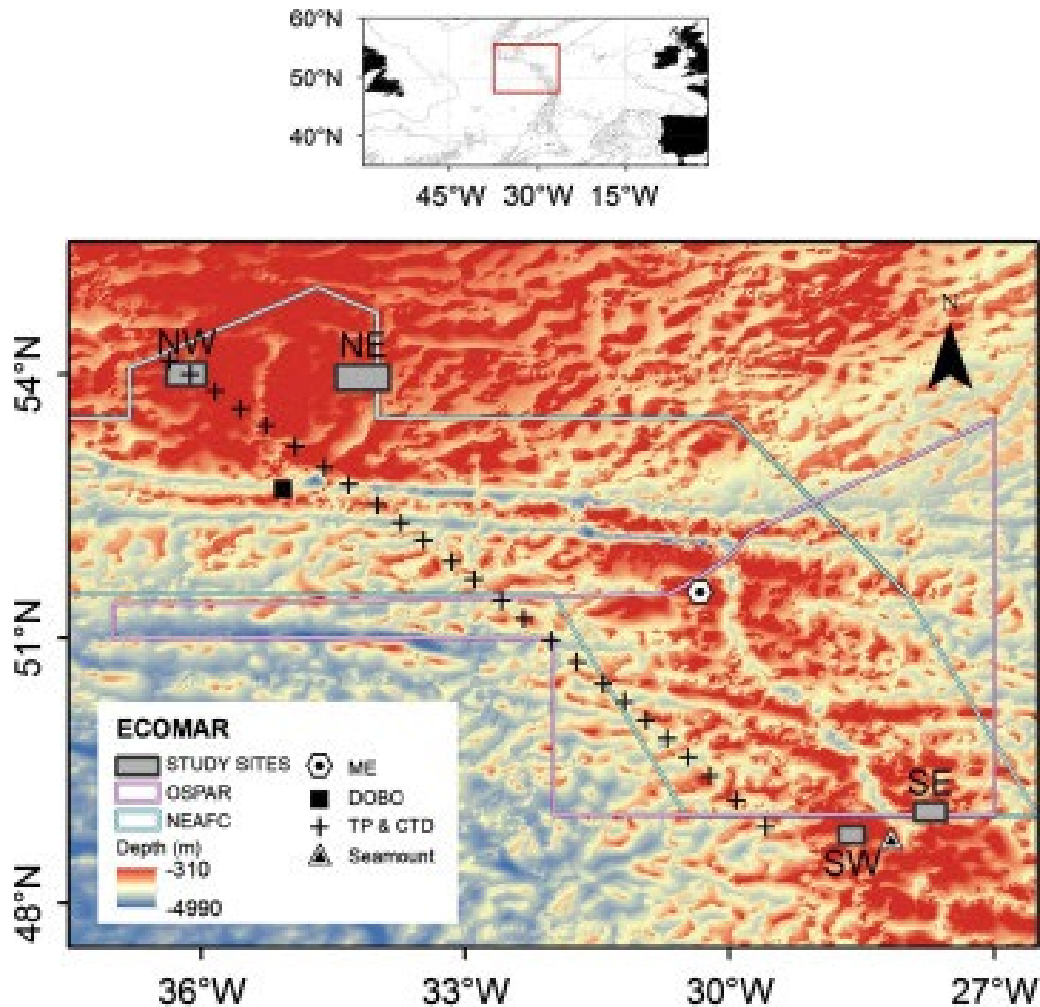 60°N
50°N
40°N
45°W 30°W 15°W
N
NW NE
54°N
51°N
48°N
ECOMAR
STUDY SITES
OSPAR
NEAFC
Depth (m)
-310
-4990
ME
DOBO
TP & CTD
Seamount
SE
SW
36°W 33°W 30°W 27°W